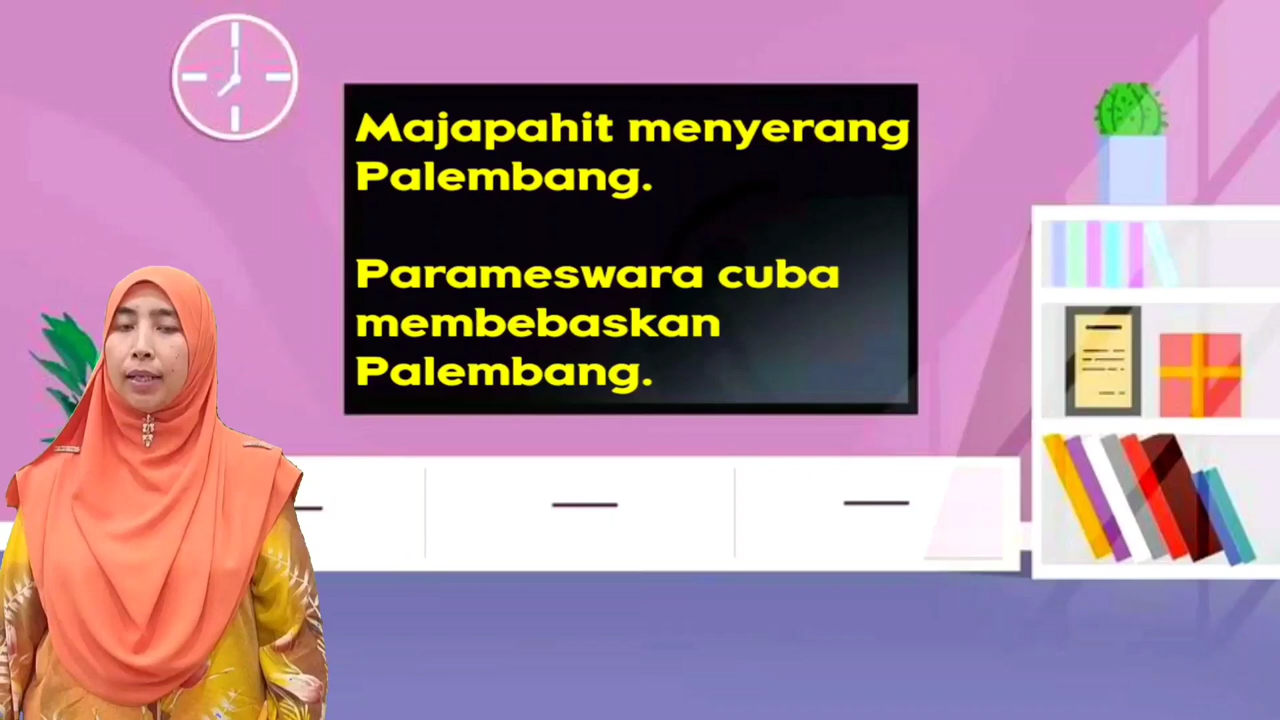 Majapahit menyerang
Palembang.
Parameswara cuba
membebaskan
Palembang.